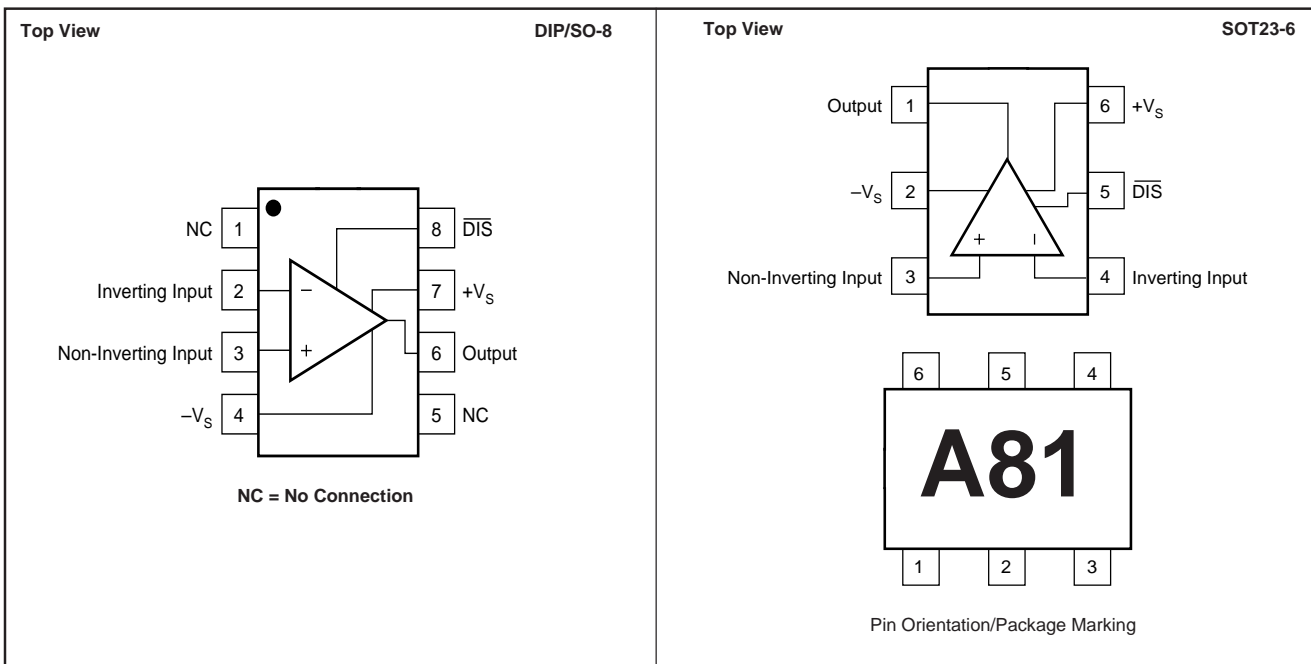 Top View
DIP/SO-8
NC 1
8 D̅I̅S̅
Inverting Input 2
−
7 +VS
Non-Inverting Input 3
+
6 Output
−VS 4
5 NC
NC = No Connection
Top View
SOT23-6
Output 1
6 +VS
−VS 2
5 D̅I̅S̅
+ −
Non-Inverting Input 3
4 Inverting Input
6 5 4
A81
1 2 3
Pin Orientation/Package Marking